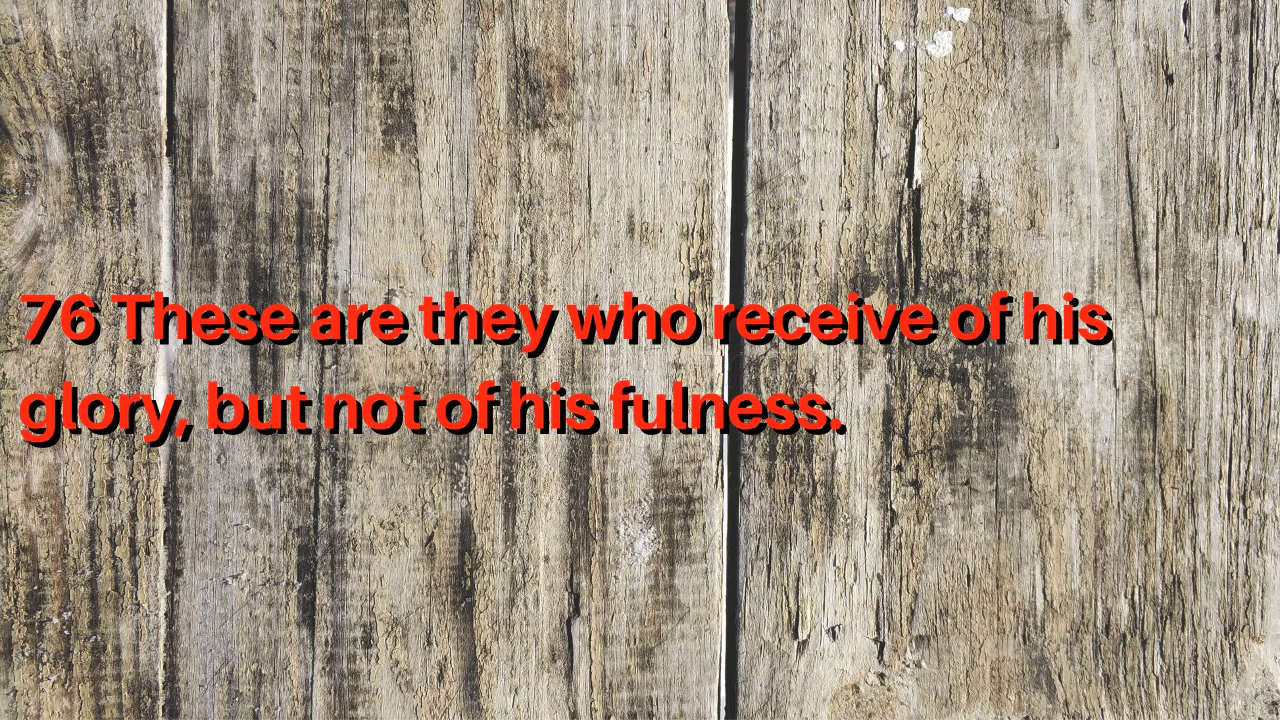 76 These are they who receive of his
glory, but not of his fulness.